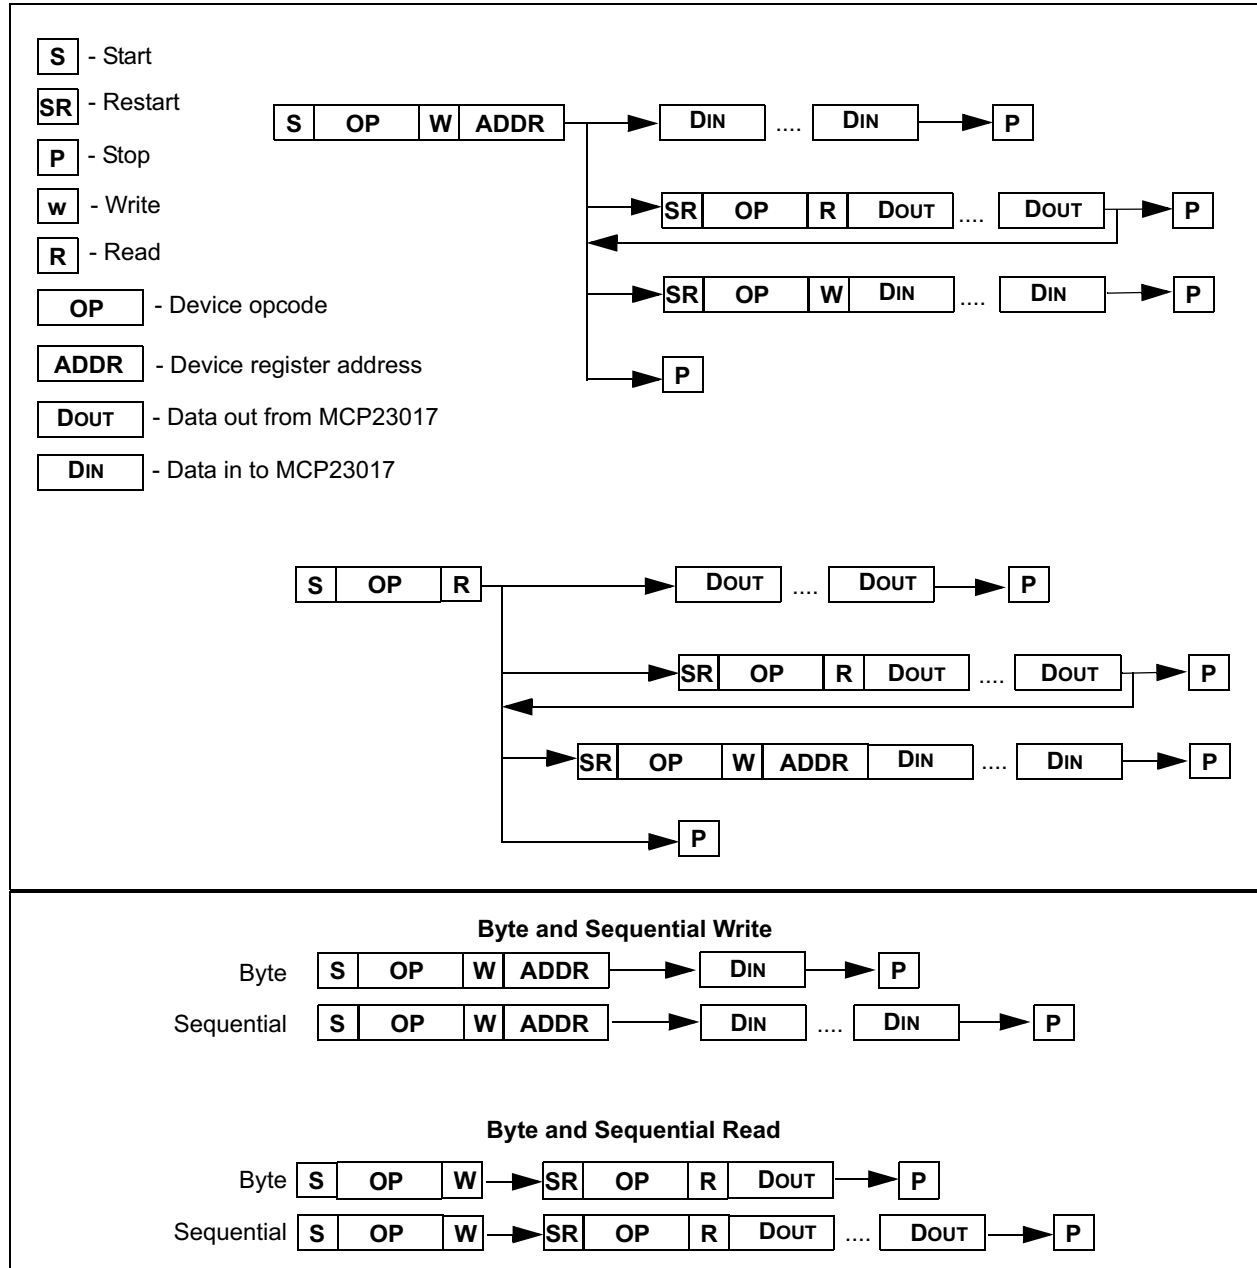 S - Start
SR - Restart
P - Stop
w - Write
R - Read
OP - Device opcode
ADDR - Device register address
DOUT - Data out from MCP23017
DIN - Data in to MCP23017
S OP W ADDR DIN .... DIN P
SR OP R DOUT .... DOUT P
SR OP W DIN .... DIN P
P
S OP R DOUT .... DOUT P
SR OP R DOUT .... DOUT P
SR OP W ADDR DIN .... DIN P
P
Byte and Sequential Write
Byte S OP W ADDR DIN P
Sequential S OP W ADDR DIN .... DIN P
Byte and Sequential Read
Byte S OP W SR OP R DOUT P
Sequential S OP W SR OP R DOUT .... DOUT P